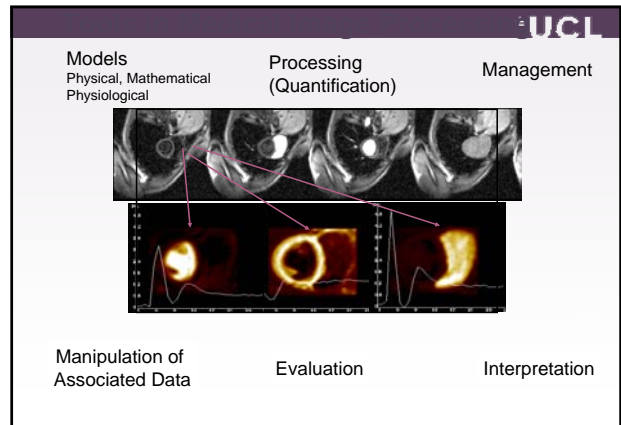 UCL
Models
Physical, Mathematical
Physiological
Processing
(Quantification)
Management
Manipulation of
Associated Data
Evaluation
Interpretation